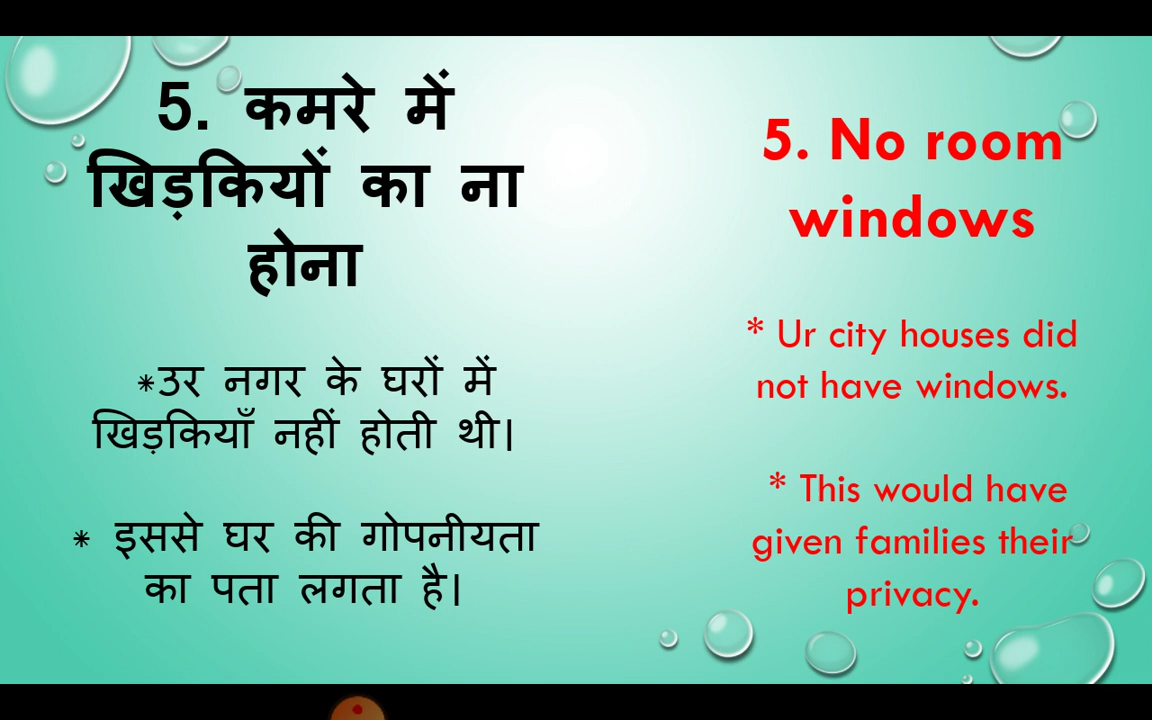 5. कमरे में
खिड़कियों का ना
होना
*उर नगर के घरों में
खिड़कियाँ नहीं होती थी।
* इससे घर की गोपनीयता
का पता लगता है।
5. No room
windows
* Ur city houses did
not have windows.
* This would have
given families their
privacy.